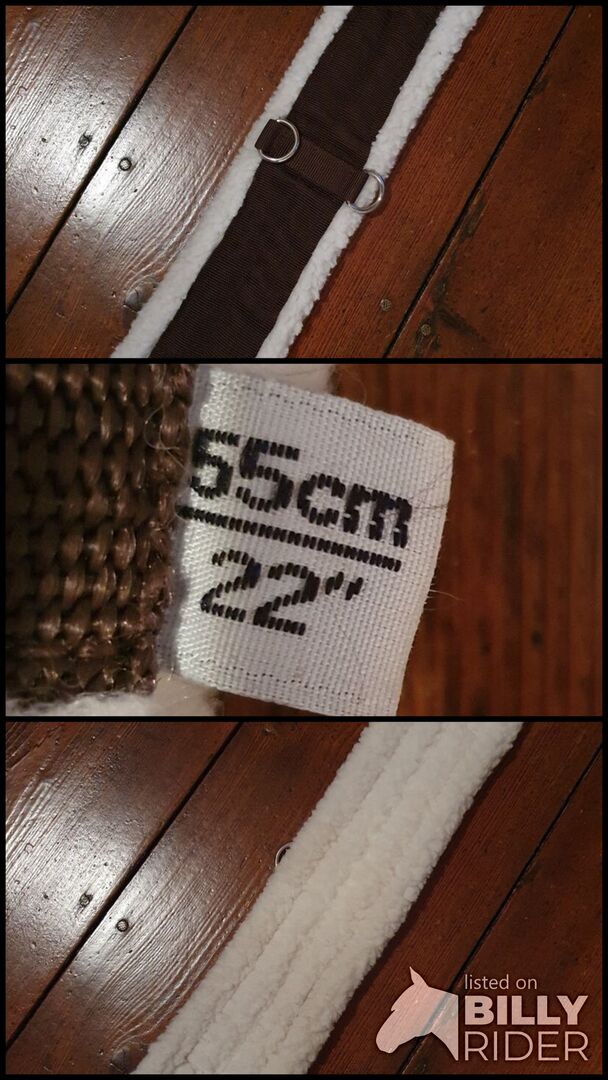 55cm
22"
listed on
BILLY
RIDER